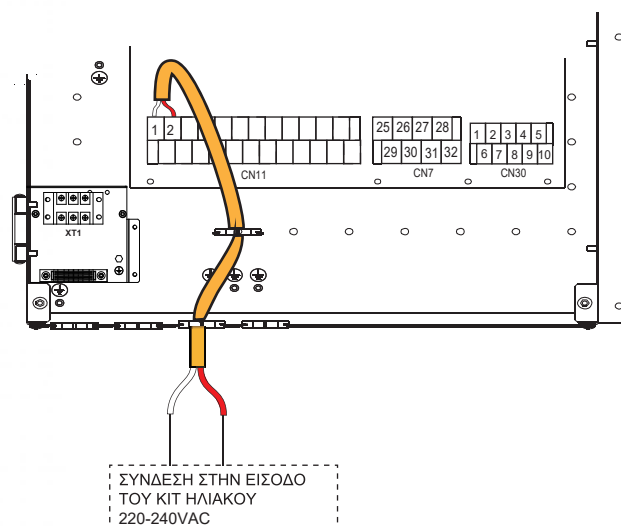 1 2
25 26 27 28
29 30 31 32
1 2 3 4 5
6 7 8 9 10
CN11
CN7
CN30
XT1
ΣΥΝΔΕΣΗ ΣΤΗΝ ΕΙΣΟΔΟ
ΤΟΥ ΚΙΤ ΗΛΙΑΚΟΥ
220-240VAC